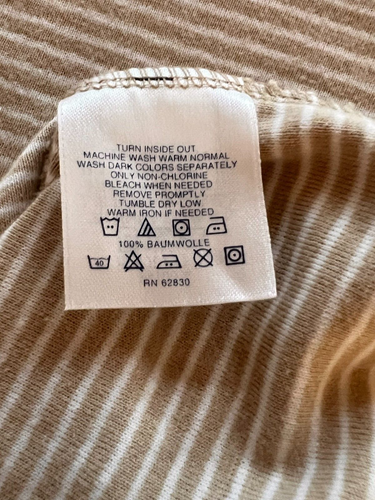 TURN INSIDE OUT
MACHINE WASH WARM NORMAL
WASH DARK COLORS SEPARATELY
ONLY NON-CHLORINE
BLEACH WHEN NEEDED
REMOVE PROMPTLY
TUMBLE DRY LOW
WARM IRON IF NEEDED
100% BAUMWOLLE
40
RN 62830